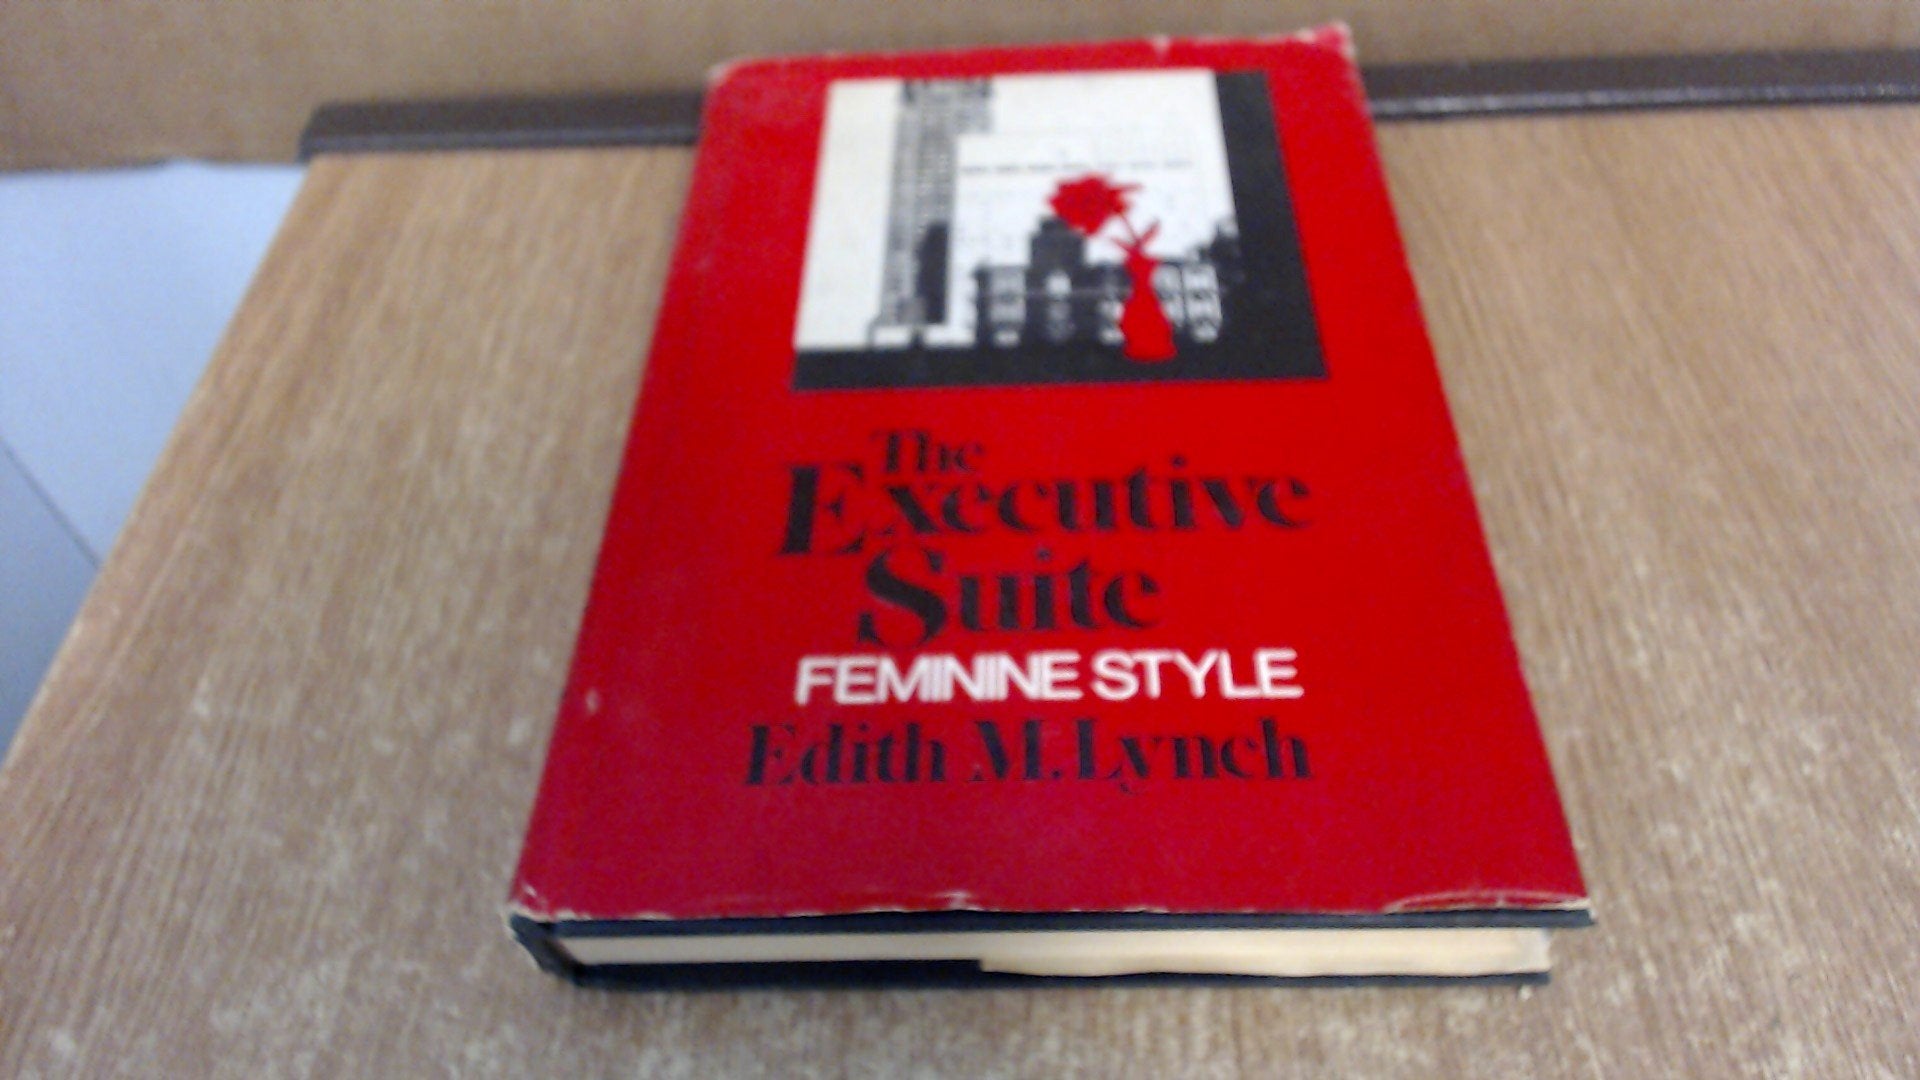 The
Executive
Suite
FEMININE STYLE
Edith M. Lynch